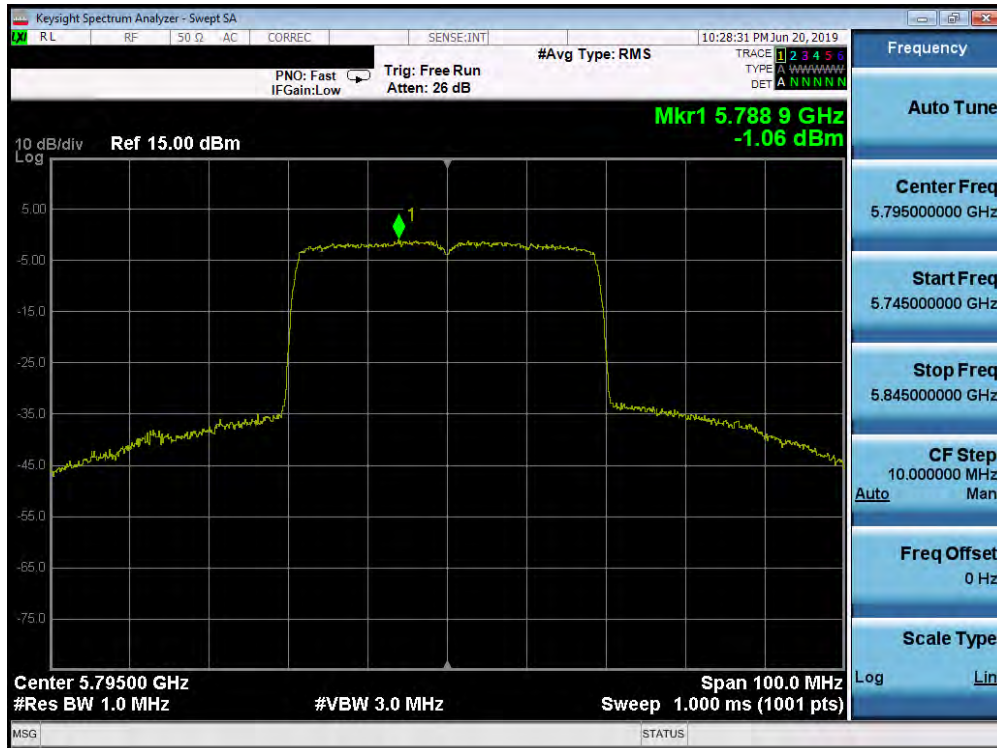 Keysight Spectrum Analyzer - Swept SA
LXI RL RF 50 Ω AC CORREC SENSE:INT 10:28:31 PM Jun 20, 2019
#Avg Type: RMS TRACE 1 2 3 4 5 6
PNO: Fast Trig: Free Run TYPE A WWWWW
IFGain:Low Atten: 26 dB DET A N N N N N
Mkr1 5.788 9 GHz
10 dB/div Ref 15.00 dBm -1.06 dBm
Log
1
5.00
-5.00
-15.0
-25.0
-35.0
-45.0
-55.0
-65.0
-75.0
Center 5.79500 GHz Span 100.0 MHz
#Res BW 1.0 MHz #VBW 3.0 MHz Sweep 1.000 ms (1001 pts)
MSG STATUS
Frequency
Auto Tune
Center Freq
5.795000000 GHz
Start Freq
5.745000000 GHz
Stop Freq
5.845000000 GHz
CF Step
10.000000 MHz
Auto Man
Freq Offset
0 Hz
Scale Type
Log Lin